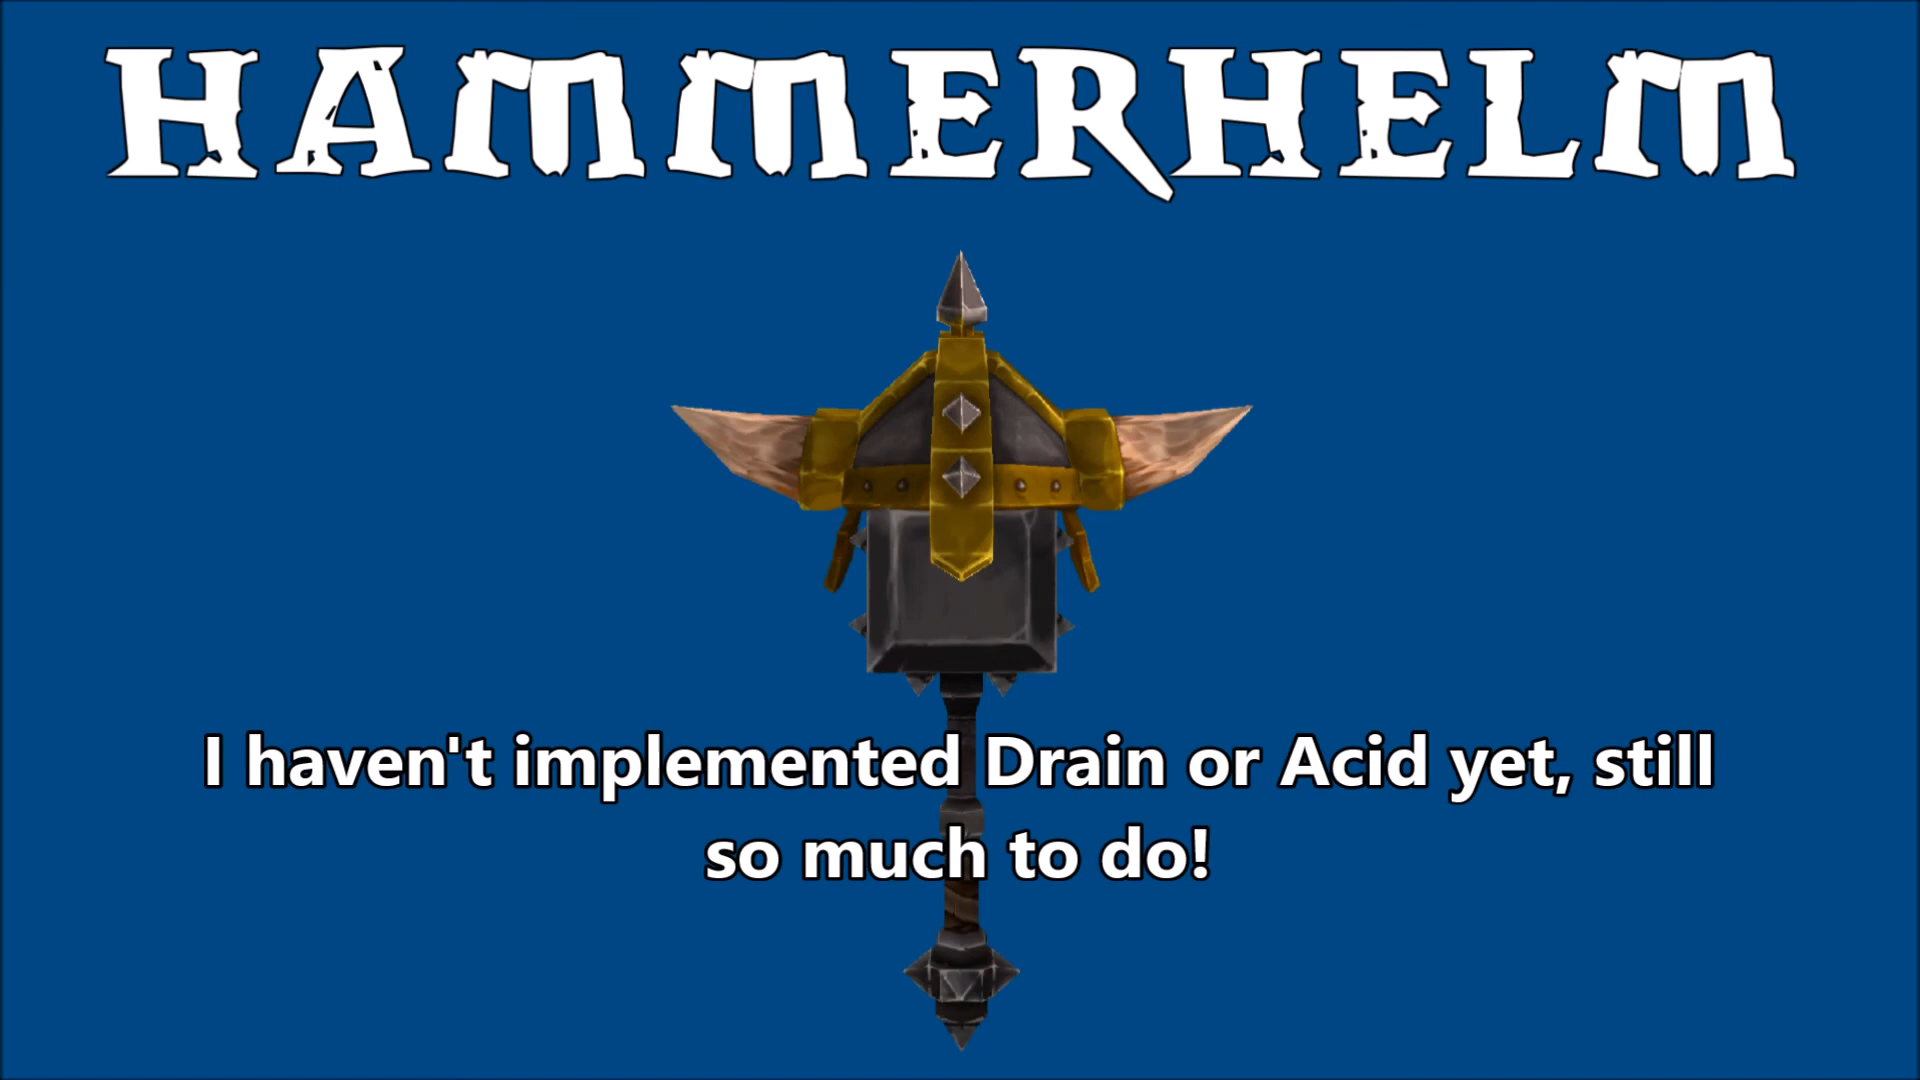 HAMMERHELM
I haven't implemented Drain or Acid yet, still
so much to do!